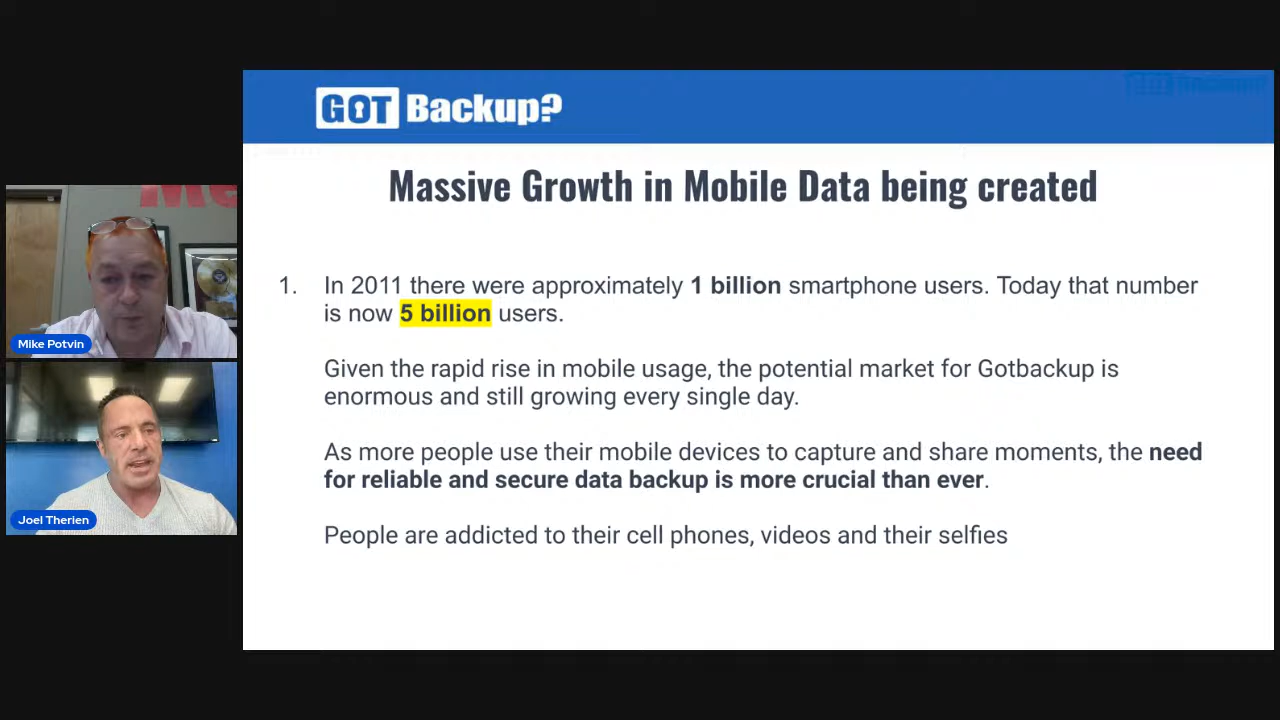 GOT Backup?
Massive Growth in Mobile Data being created
1. In 2011 there were approximately 1 billion smartphone users. Today that number
is now 5 billion users.
Given the rapid rise in mobile usage, the potential market for Gotbackup is
enormous and still growing every single day.
As more people use their mobile devices to capture and share moments, the need
for reliable and secure data backup is more crucial than ever.
People are addicted to their cell phones, videos and their selfies
Me
Mike Potvin
Joel Therien